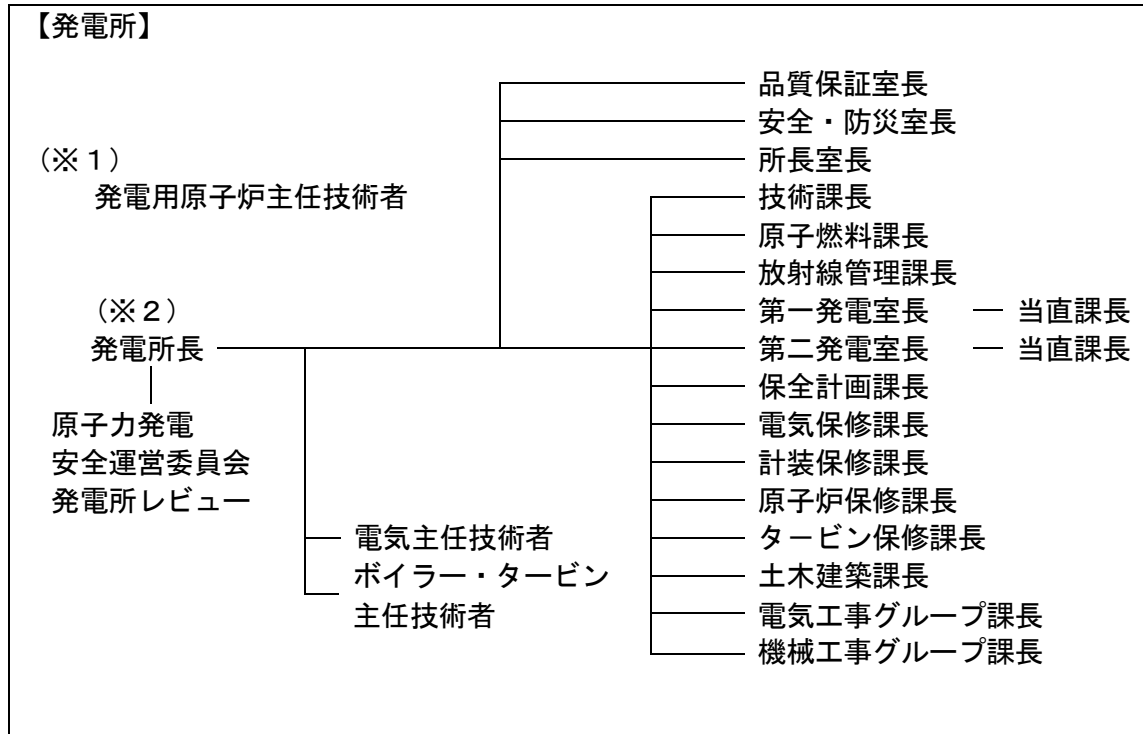 【発電所】
品質保証室長
安全・防災室長
(※1)
所長室長
発電用原子炉主任技術者
技術課長
原子燃料課長
放射線管理課長
(※2)
第一発電室長 ― 当直課長
発電所長
第二発電室長 ― 当直課長
保全計画課長
原子力発電
安全運営委員会
発電所レビュー
電気保修課長
計装保修課長
原子炉保修課長
電気主任技術者
タービン保修課長
ボイラー・タービン
主任技術者
土木建築課長
電気工事グループ課長
機械工事グループ課長